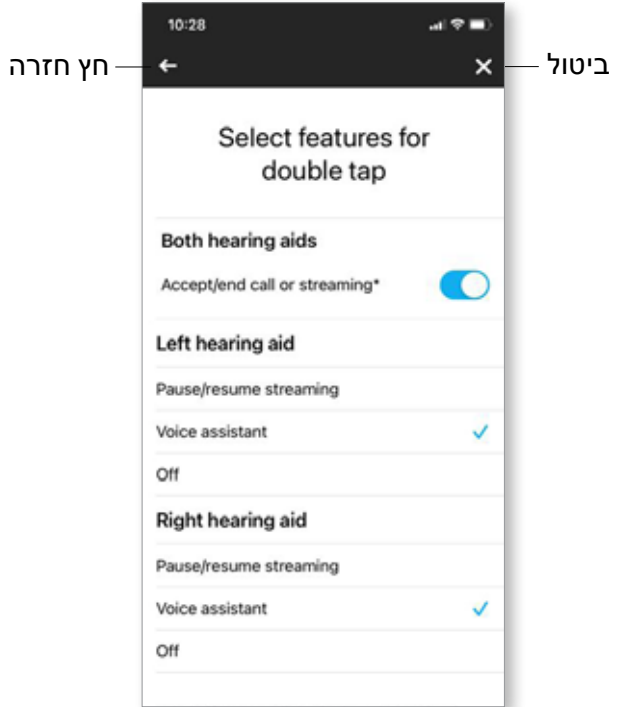 10:28
חץ חזרה
ביטול
Select features for
double tap
Both hearing aids
Accept/end call or streaming*
Left hearing aid
Pause/resume streaming
Voice assistant
Off
Right hearing aid
Pause/resume streaming
Voice assistant
Off